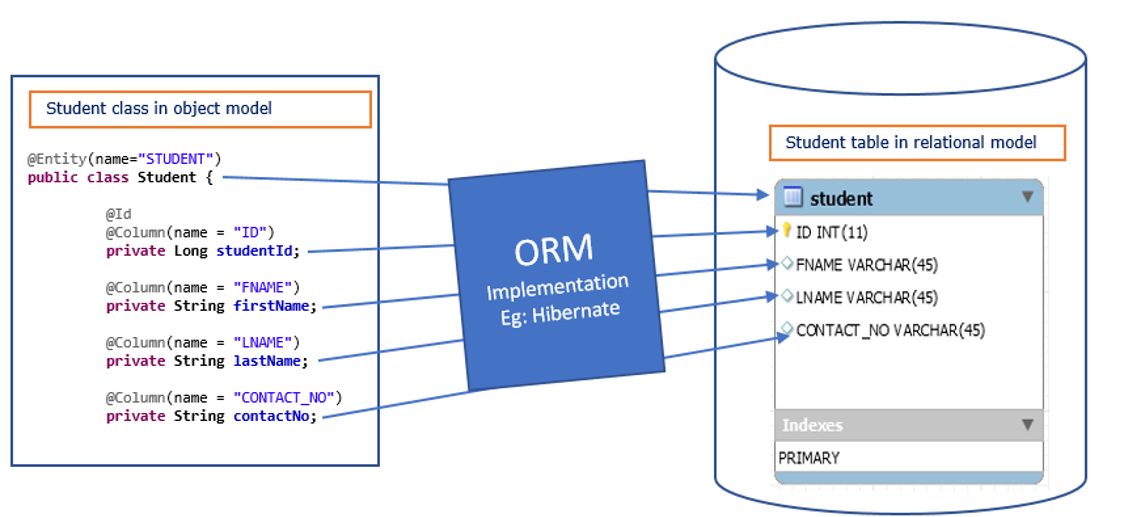 Student class in object model
@Entity(name="STUDENT")
public class Student {
@Id
@Column(name = "ID")
private Long studentId;
@Column(name = "FNAME")
private String firstName;
@Column(name = "LNAME")
private String lastName;
@Column(name = "CONTACT_NO")
private String contactNo;
ORM
Implementation
Eg: Hibernate
Student table in relational model
student
ID INT(11)
FNAME VARCHAR(45)
LNAME VARCHAR(45)
CONTACT_NO VARCHAR(45)
Indexes
PRIMARY